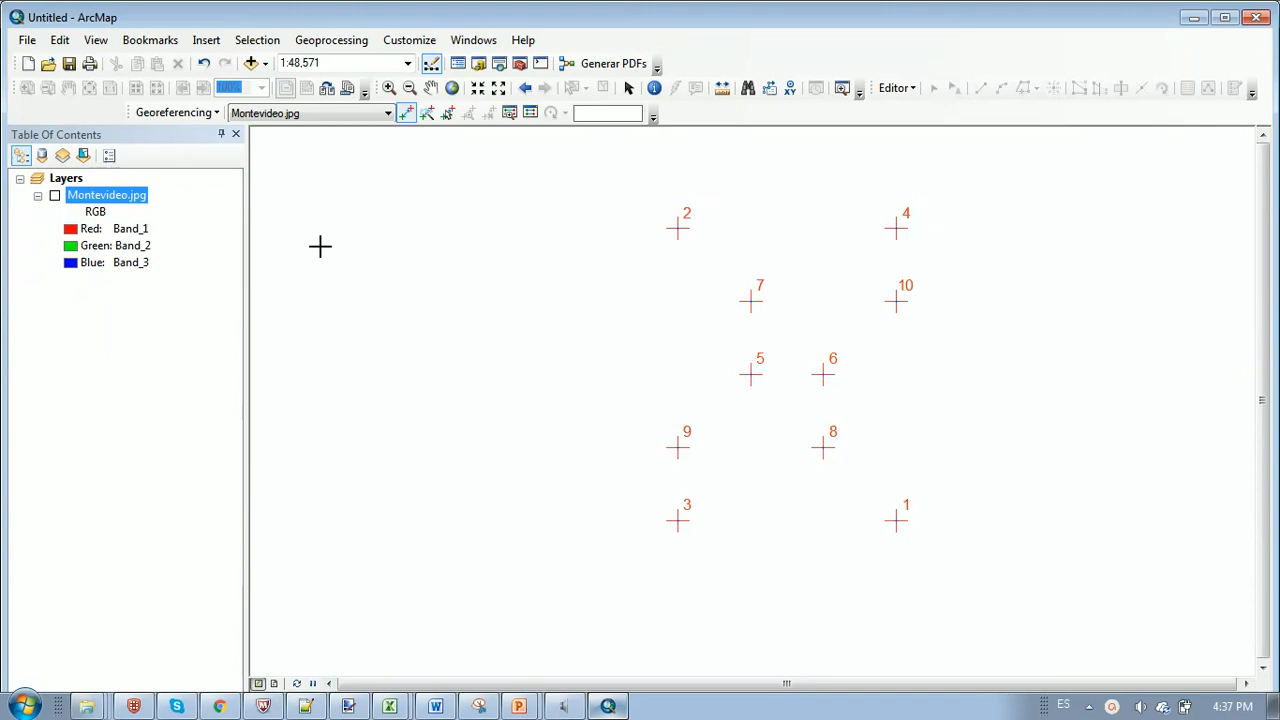 Untitled - ArcMap
File Edit View Bookmarks Insert Selection Geoprocessing Customize Windows Help
1:48,571 Generar PDFs
100% Editor
Georeferencing Montevideo.jpg
Table Of Contents
Layers
Montevideo.jpg
RGB
Red: Band_1
Green: Band_2
Blue: Band_3
2 4
7 10
5 6
9 8
3 1
ES 4:37 PM